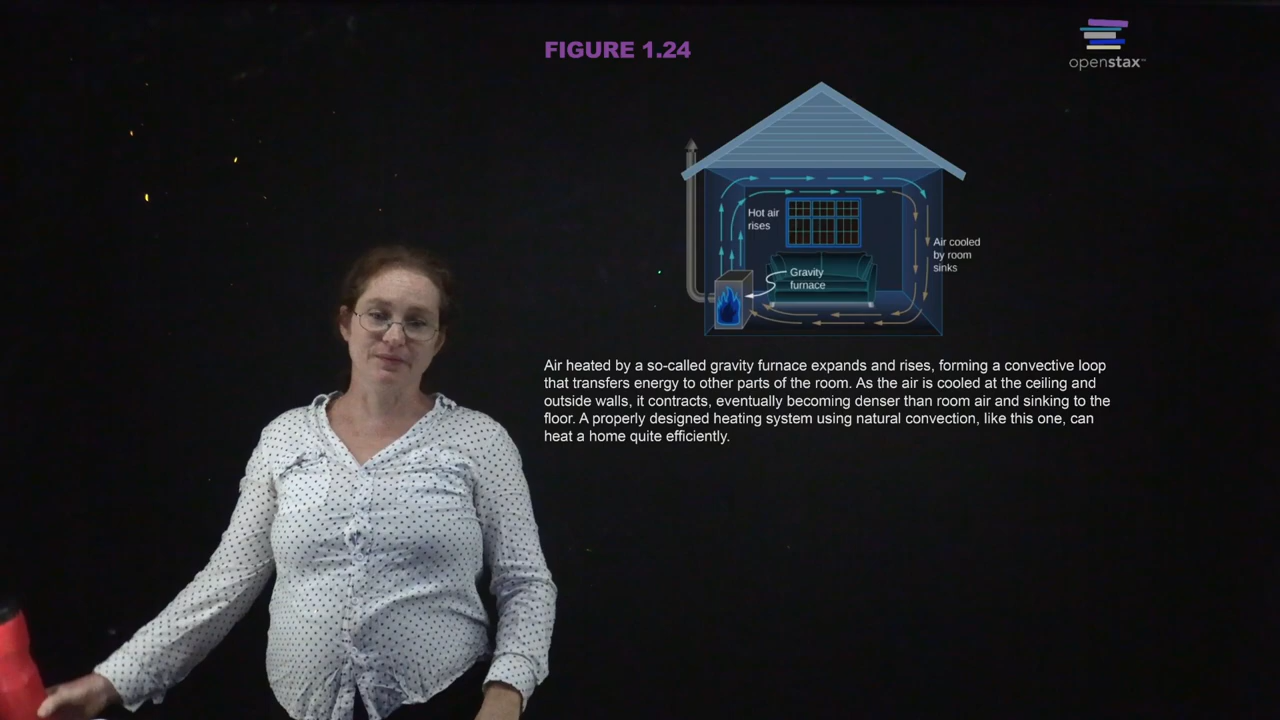 FIGURE 1.24
openstax™
Hot air
rises
Air cooled
by room
sinks
Gravity
furnace
Air heated by a so-called gravity furnace expands and rises, forming a convective loop
that transfers energy to other parts of the room. As the air is cooled at the ceiling and
outside walls, it contracts, eventually becoming denser than room air and sinking to the
floor. A properly designed heating system using natural convection, like this one, can
heat a home quite efficiently.